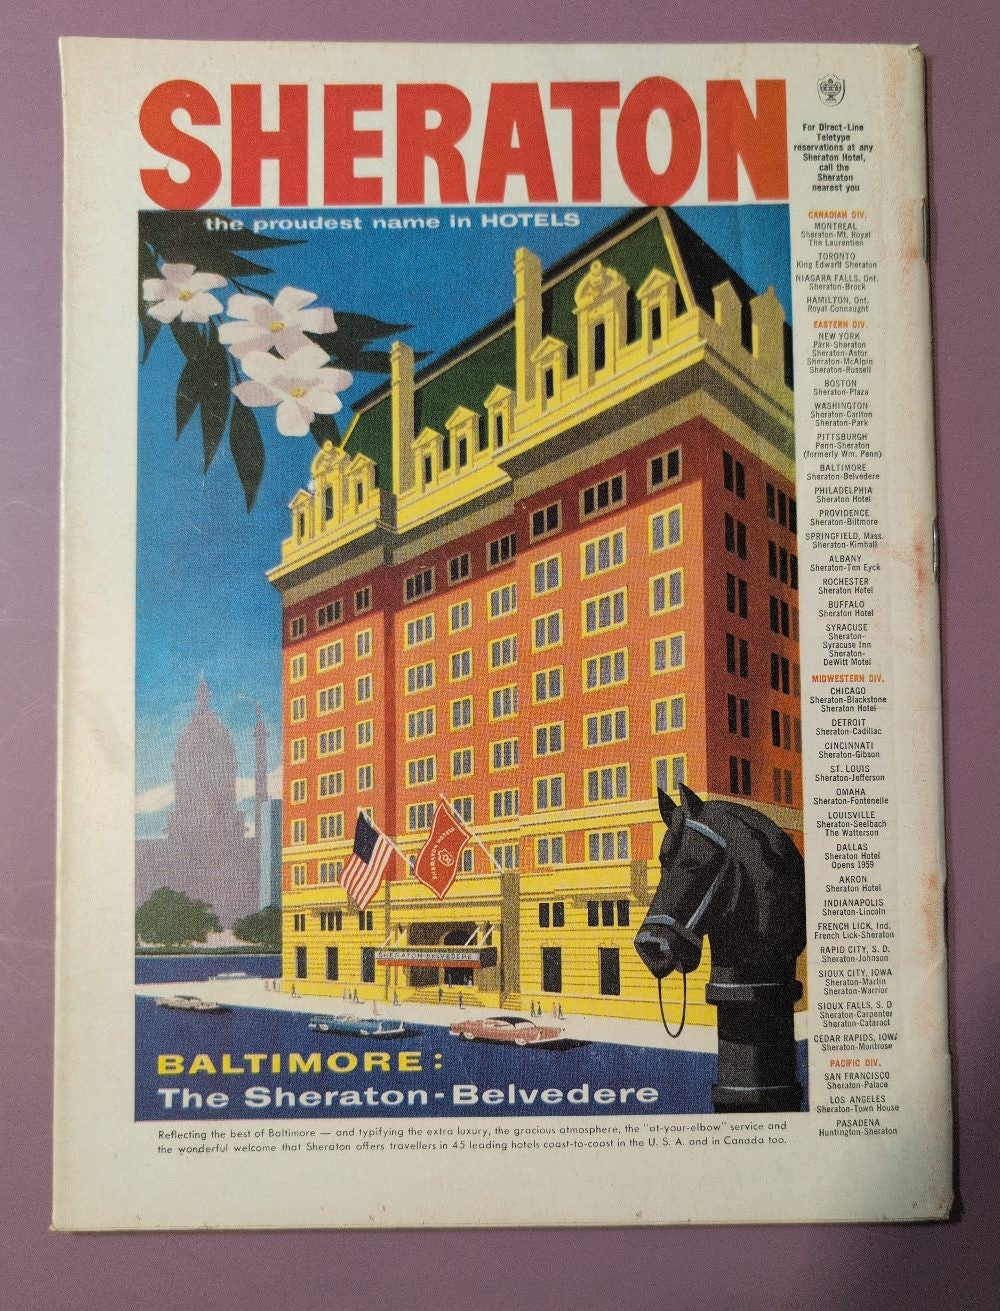 SHERATON
the proudest name in HOTELS
SHERATON-BELVEDERE
BALTIMORE:
The Sheraton-Belvedere
Reflecting the best of Baltimore — and typifying the extra luxury, the gracious atmosphere, the "at-your-elbow" service and
the wonderful welcome that Sheraton offers travellers in 45 leading hotels coast-to-coast in the U. S. A. and in Canada too.
For Direct-Line
Teletype
reservations at any
Sheraton Hotel,
call the
Sheraton
nearest you
CANADIAN DIV.
MONTREAL
Sheraton-Mt. Royal
The Laurentien
TORONTO
King Edward Sheraton
NIAGARA FALLS, Ont.
Sheraton-Brock
HAMILTON, Ont.
Royal Connaught
EASTERN DIV.
NEW YORK
Park-Sheraton
Sheraton-Astor
Sheraton-McAlpin
Sheraton-Russell
BOSTON
Sheraton-Plaza
WASHINGTON
Sheraton-Carlton
Sheraton-Park
PITTSBURGH
Penn-Sheraton
(formerly Wm. Penn)
BALTIMORE
Sheraton-Belvedere
PHILADELPHIA
Sheraton Hotel
PROVIDENCE
Sheraton-Biltmore
SPRINGFIELD, Mass.
Sheraton-Kimball
ALBANY
Sheraton-Ten Eyck
ROCHESTER
Sheraton Hotel
BUFFALO
Sheraton Hotel
SYRACUSE
Sheraton-
Syracuse Inn
Sheraton-
DeWitt Motel
MIDWESTERN DIV.
CHICAGO
Sheraton-Blackstone
Sheraton Hotel
DETROIT
Sheraton-Cadillac
CINCINNATI
Sheraton-Gibson
ST. LOUIS
Sheraton-Jefferson
OMAHA
Sheraton-Fontenelle
LOUISVILLE
Sheraton-Seelbach
The Watterson
DALLAS
Sheraton Hotel
Opens 1959
AKRON
Sheraton Hotel
INDIANAPOLIS
Sheraton-Lincoln
FRENCH LICK, Ind.
French Lick-Sheraton
RAPID CITY, S. D.
Sheraton-Johnson
SIOUX CITY, IOWA
Sheraton-Martin
Sheraton-Warrior
SIOUX FALLS, S. D
Sheraton-Carpenter
Sheraton-Cataract
CEDAR RAPIDS, IOWA
Sheraton-Montrose
PACIFIC DIV.
SAN FRANCISCO
Sheraton-Palace
LOS ANGELES
Sheraton-Town House
PASADENA
Huntington-Sheraton